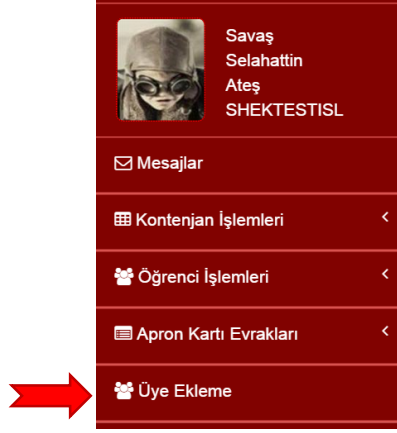 Savaş
Selahattin
Ateş
SHEKTESTISL
Mesajlar
Kontenjan İşlemleri
Öğrenci İşlemleri
Apron Kartı Evrakları
Üye Ekleme